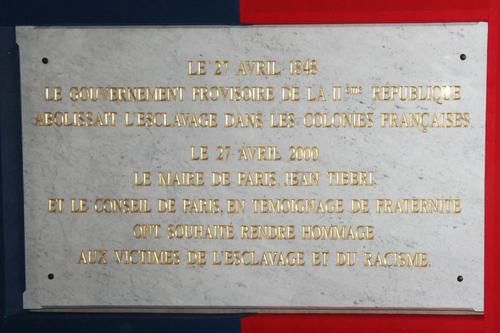 LE 27 AVRIL 1848
LE GOUVERNEMENT PROVISOIRE DE LA IIème RÉPUBLIQUE
ABOLISSAIT L'ESCLAVAGE DANS LES COLONIES FRANÇAISES.
LE 27 AVRIL 2000
LE MAIRE DE PARIS, JEAN TIBERI,
ET LE CONSEIL DE PARIS, EN TÉMOIGNAGE DE FRATERNITÉ
ONT SOUHAITÉ RENDRE HOMMAGE
AUX VICTIMES DE L'ESCLAVAGE ET DU RACISME.